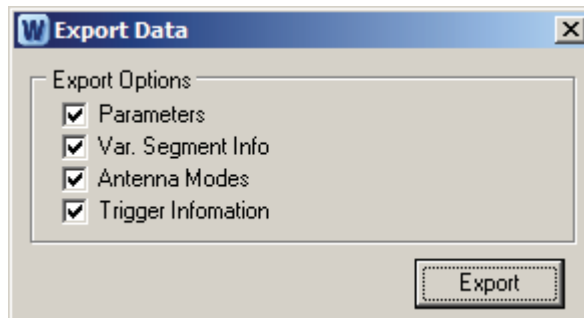 W Export Data
Export Options
Parameters
Var. Segment Info
Antenna Modes
Trigger Infomation
Export